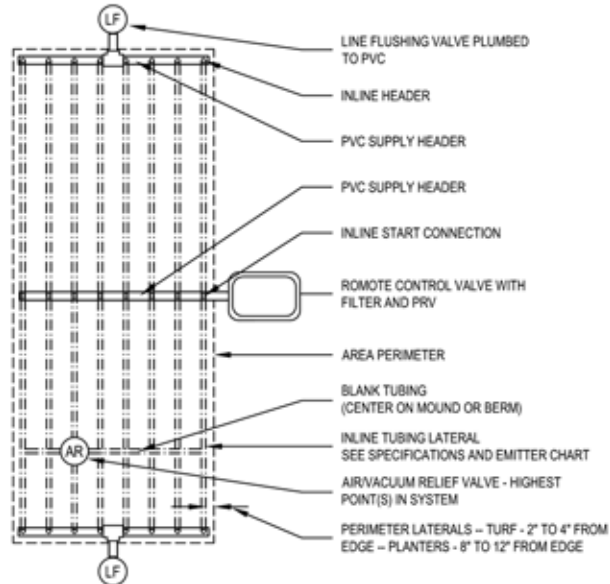 LF
LINE FLUSHING VALVE PLUMBED
TO PVC
INLINE HEADER
PVC SUPPLY HEADER
PVC SUPPLY HEADER
INLINE START CONNECTION
ROMOTE CONTROL VALVE WITH
FILTER AND PRV
AREA PERIMETER
BLANK TUBING
(CENTER ON MOUND OR BERM)
INLINE TUBING LATERAL
SEE SPECIFICATIONS AND EMITTER CHART
AR
AIR/VACUUM RELIEF VALVE - HIGHEST
POINT(S) IN SYSTEM
PERIMETER LATERALS – TURF - 2" TO 4" FROM
EDGE – PLANTERS - 8" TO 12" FROM EDGE
LF